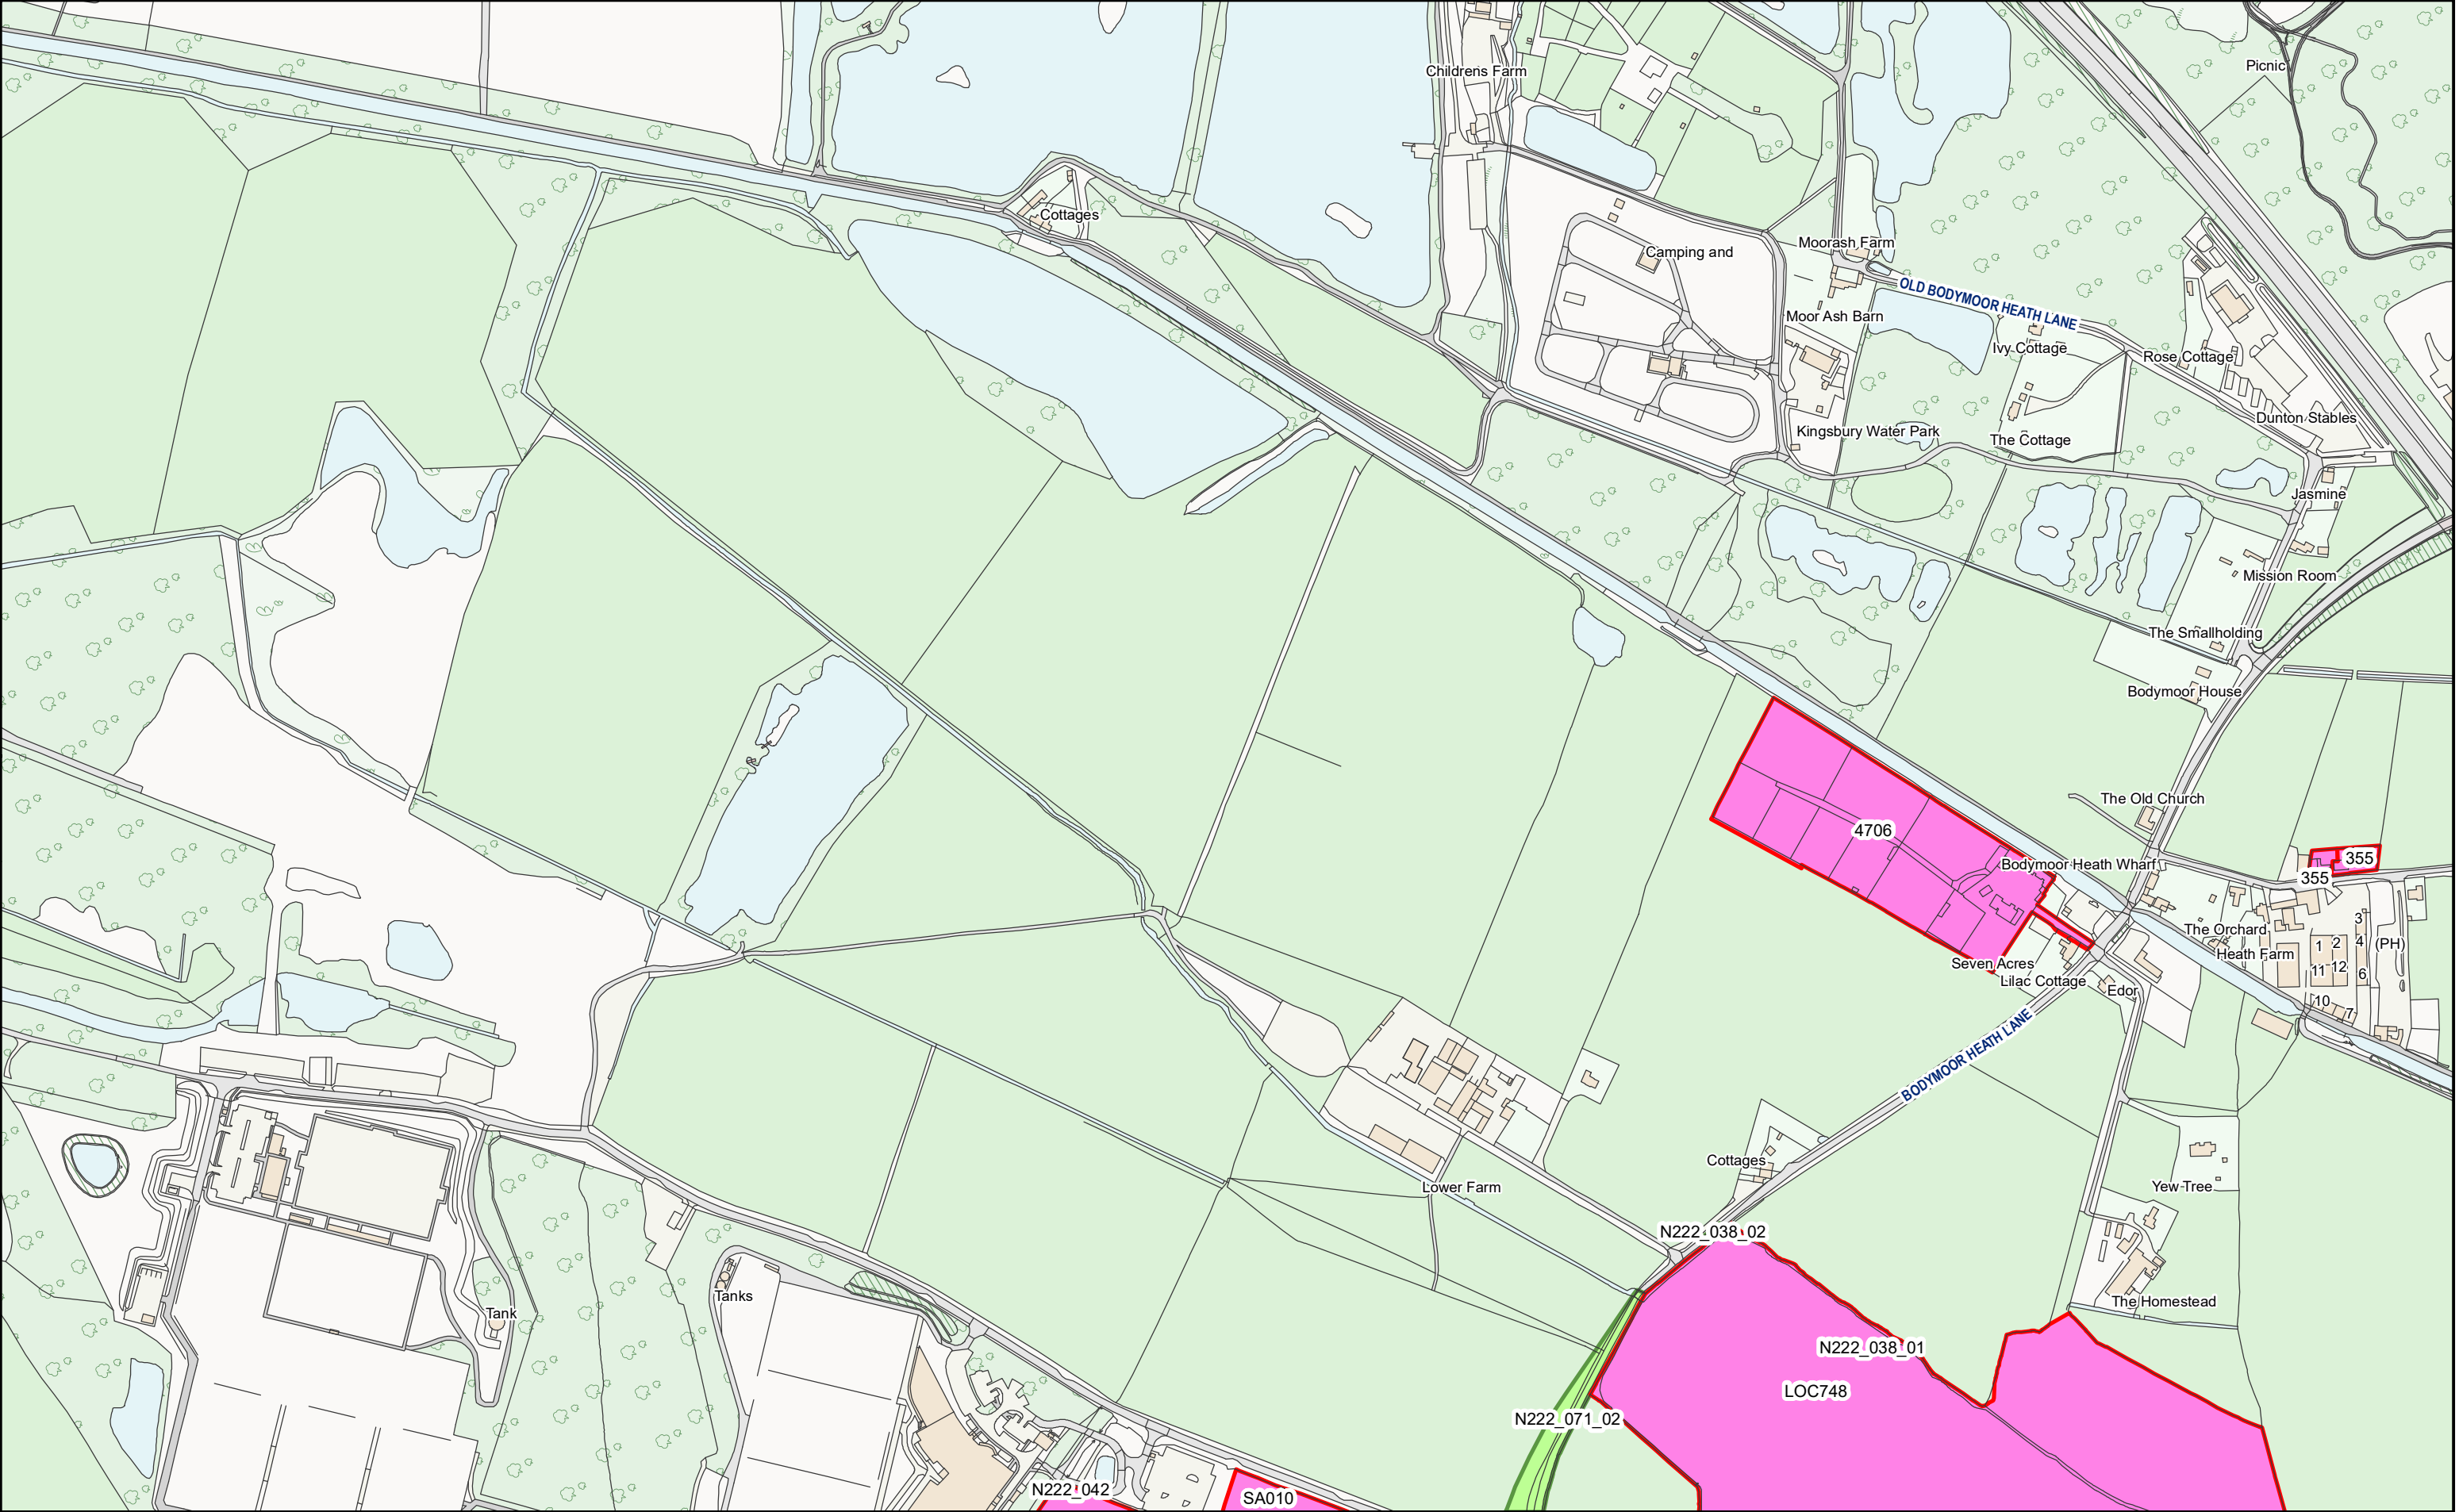 Picnic
Childrens Farm
Cottages
Moorash Farm
Camping and
OLD BODYMOOR HEATH LANE
Moor Ash Barn
Ivy Cottage
Rose Cottage
Dunton Stables
Kingsbury Water Park
The Cottage
Jasmine
Mission Room
The Smallholding
Bodymoor House
The Old Church
4706
Bodymoor Heath Wharf
355
355
3
The Orchard
1
2
4
(PH)
Heath Farm
Seven Acres
11
12
6
Lilac Cottage
Edor
10
7
BODYMOOR HEATH LANE
Cottages
Lower Farm
Yew Tree
N222_038_02
Tanks
The Homestead
Tank
N222_038_01
LOC748
N222_071_02
N222_042
SA010